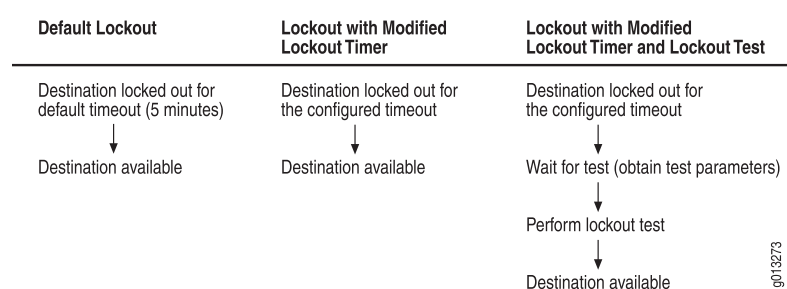 Default Lockout
Lockout with Modified
Lockout Timer
Lockout with Modified
Lockout Timer and Lockout Test
Destination locked out for
default timeout (5 minutes)
Destination available
Destination locked out for
the configured timeout
Destination available
Destination locked out for
the configured timeout
Wait for test (obtain test parameters)
Perform lockout test
Destination available
g013273